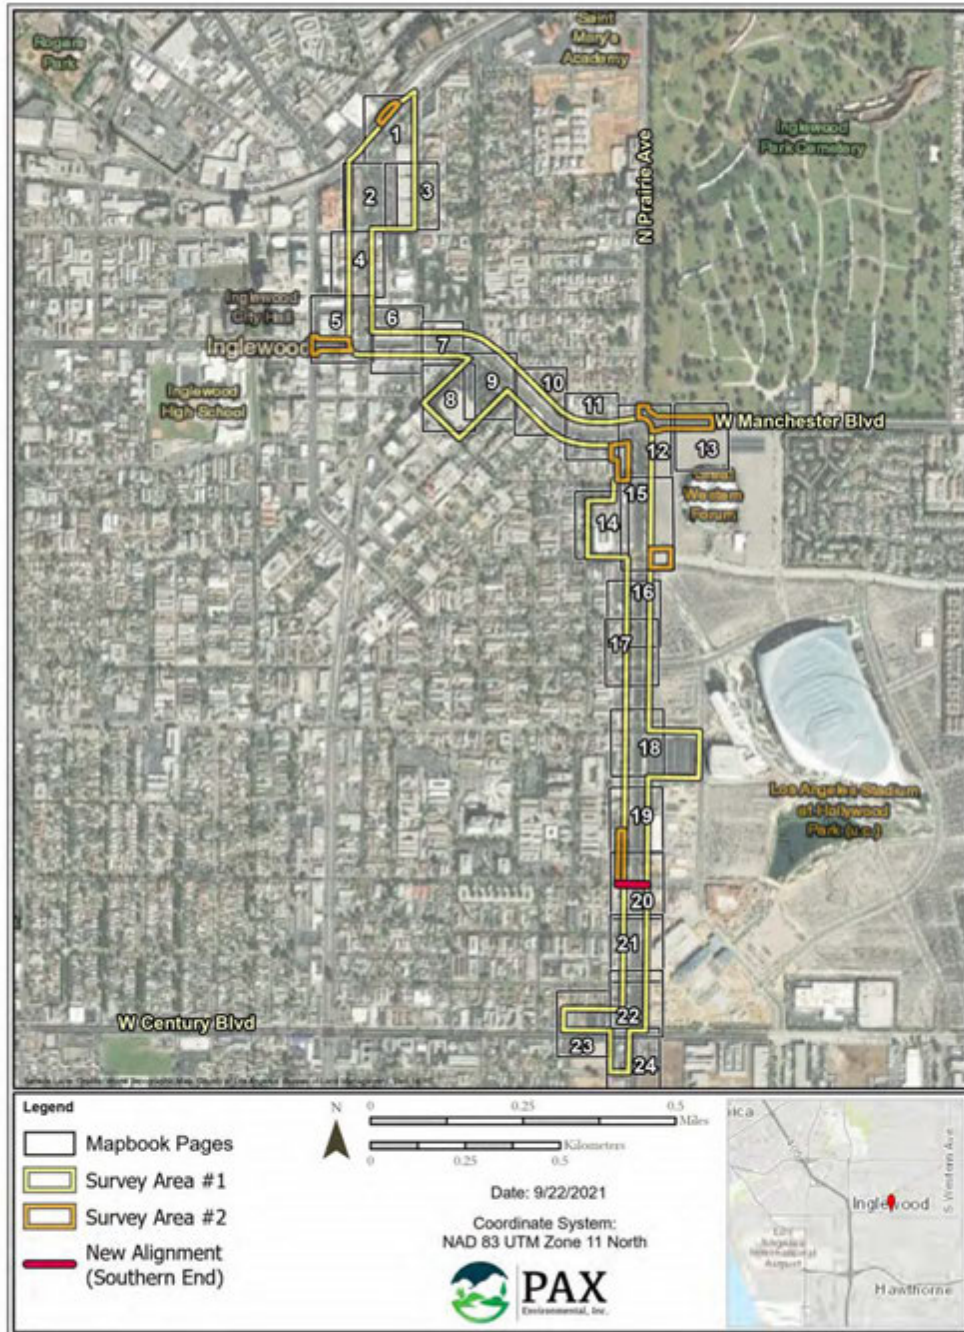 Rogers
Park
Saint
Mary's
Academy
Inglewood
Park Cemetery
N Prairie Ave
1
2
3
4
Inglewood
City Hall
5
6
Inglewood
7
Inglewood
High School
8
9
10
11
W Manchester Blvd
12
13
Great
Western
Forum
14
15
16
17
18
Los Angeles Stadium
at Hollywood
Park (u.c.)
19
20
21
22
W Century Blvd
23
24
Legend
Mapbook Pages
Survey Area #1
Survey Area #2
New Alignment
(Southern End)
N
0 0.25 0.5
Miles
Kilometers
0 0.25 0.5
Date: 9/22/2021
Coordinate System:
NAD 83 UTM Zone 11 North
PAX
Environmental, Inc.
ica
S Western Ave
Inglewood
Los
Angeles
International
Airport
Hawthorne